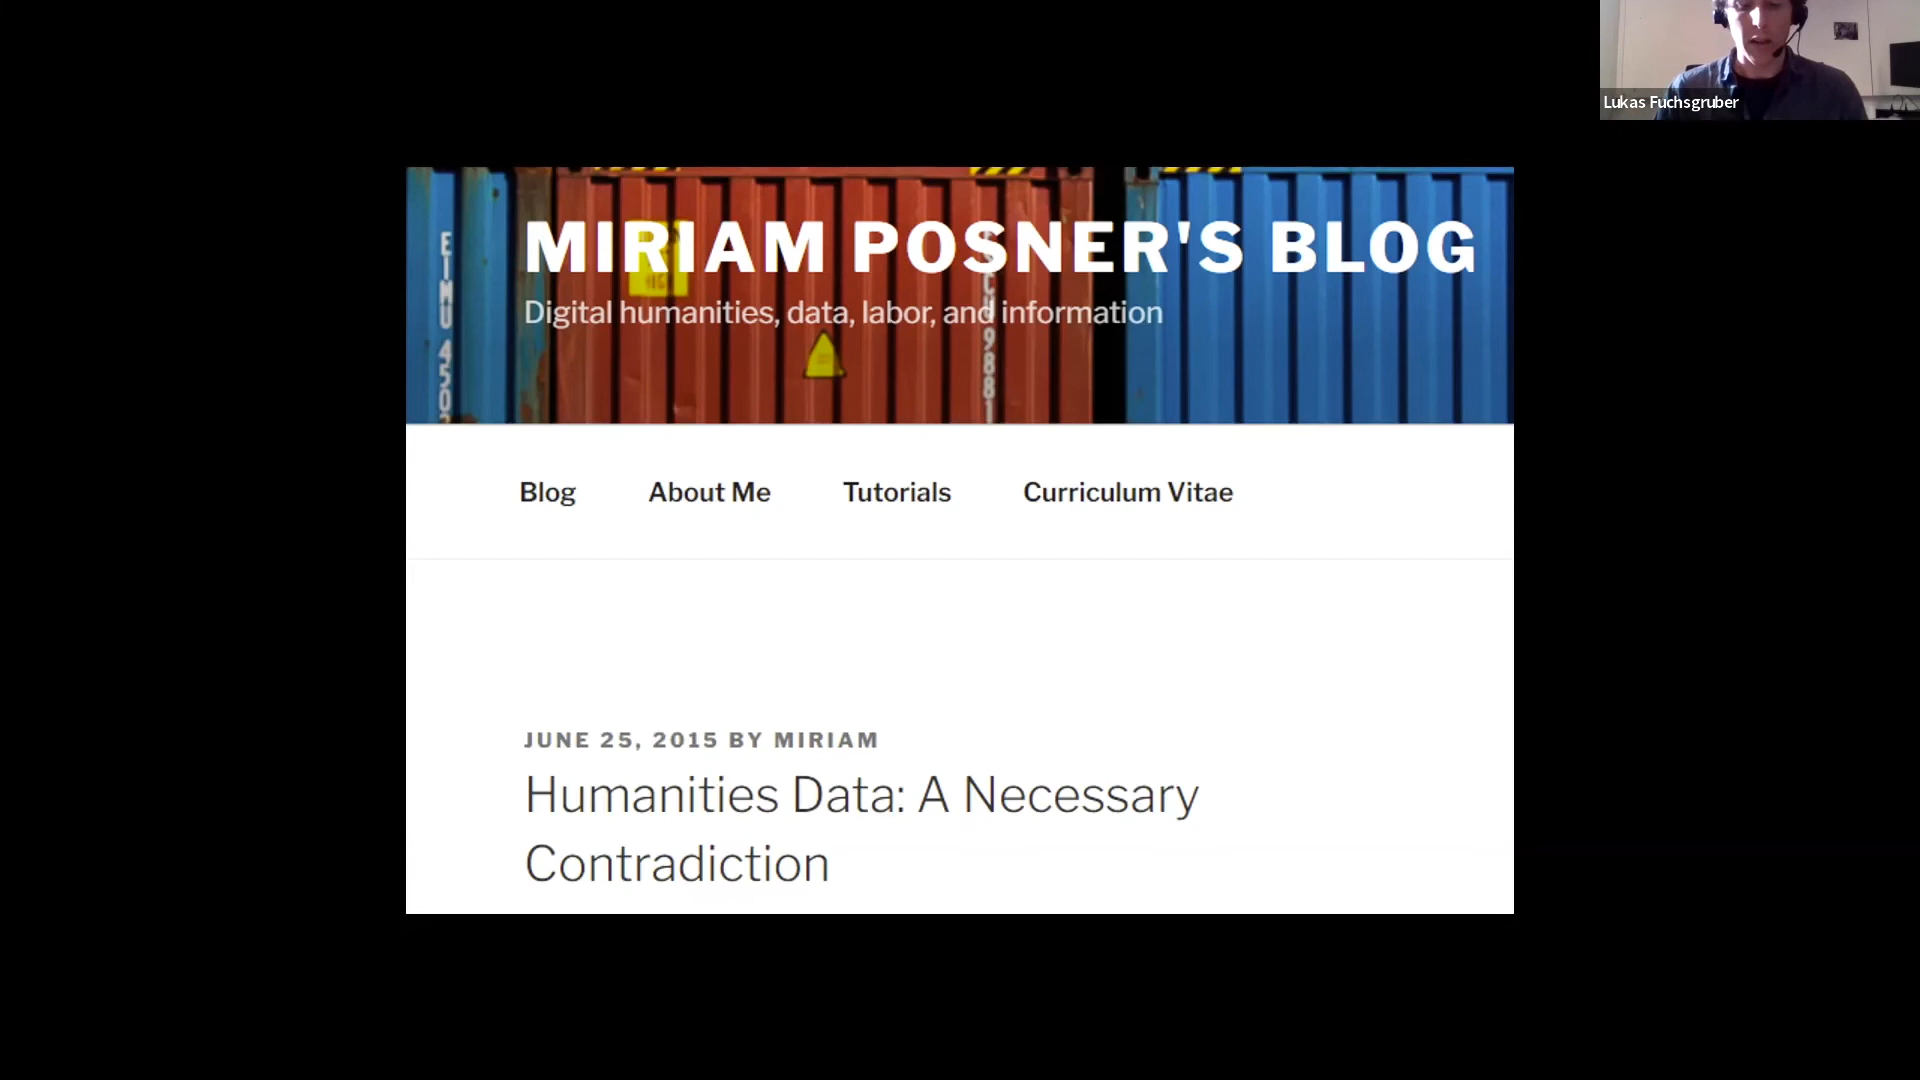 Lukas Fuchsgruber
MIRIAM POSNER'S BLOG
Digital humanities, data, labor, and information
Blog
About Me
Tutorials
Curriculum Vitae
JUNE 25, 2015 BY MIRIAM
Humanities Data: A Necessary
Contradiction